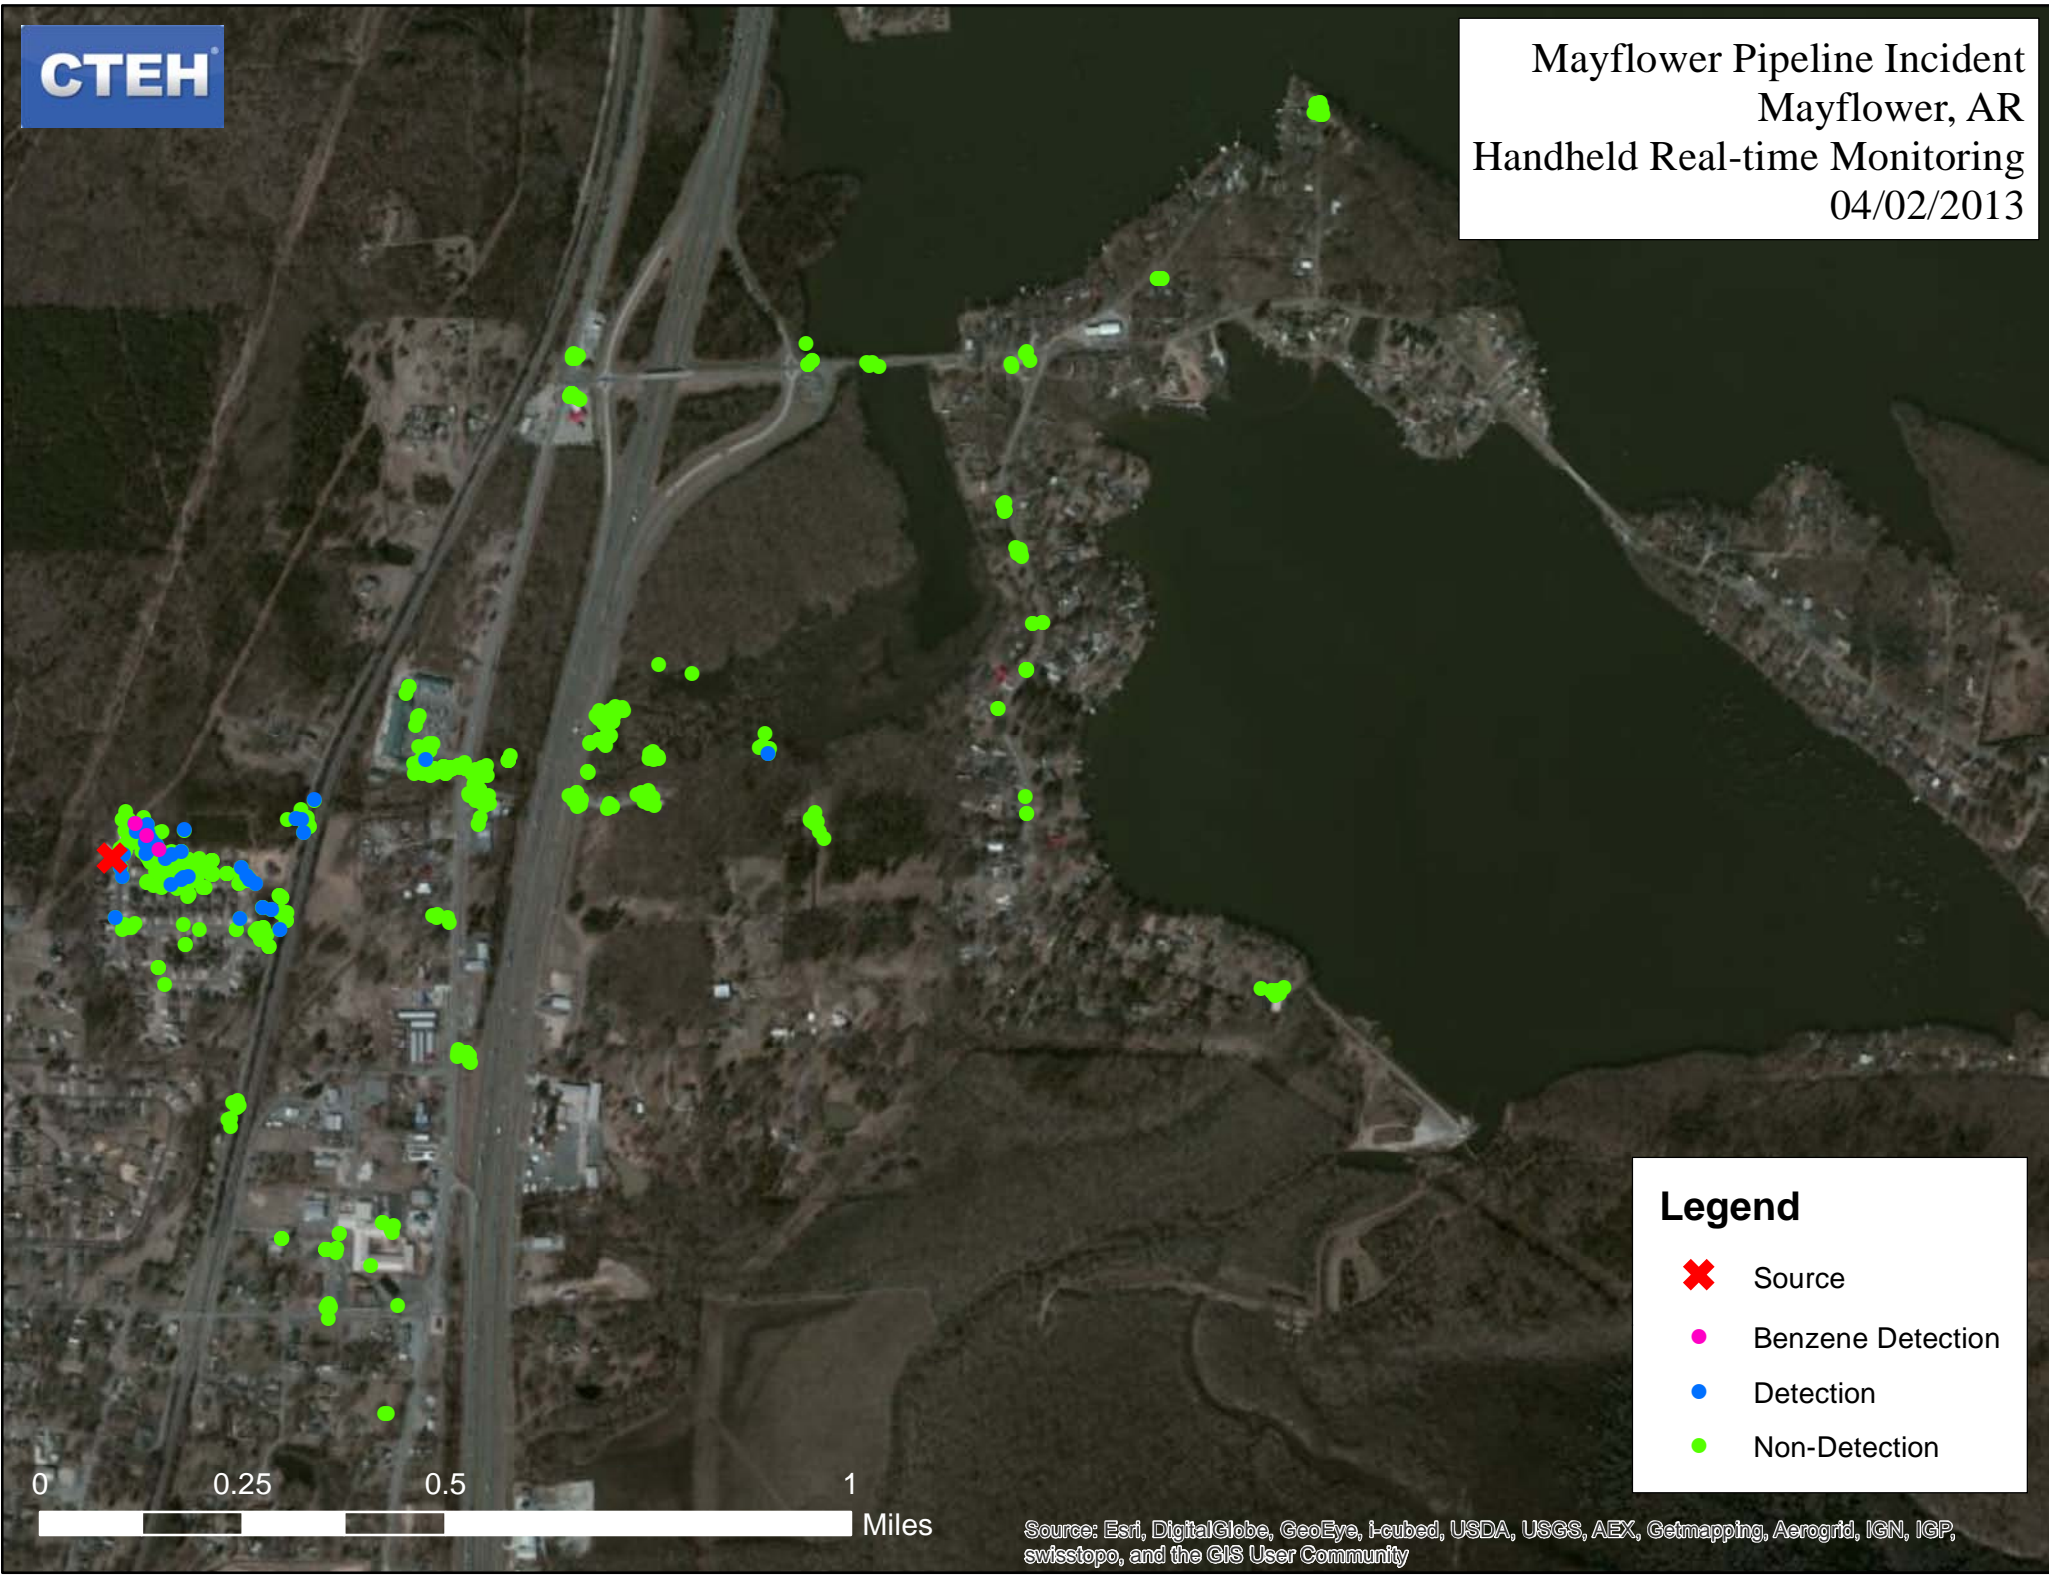 CTEH®
Mayflower Pipeline Incident
Mayflower, AR
Handheld Real-time Monitoring
04/02/2013
Legend
Source
Benzene Detection
Detection
Non-Detection
0 0.25 0.5 1
Miles
Source: Esri, DigitalGlobe, GeoEye, i-cubed, USDA, USGS, AEX, Getmapping, Aerogrid, IGN, IGP,
swisstopo, and the GIS User Community